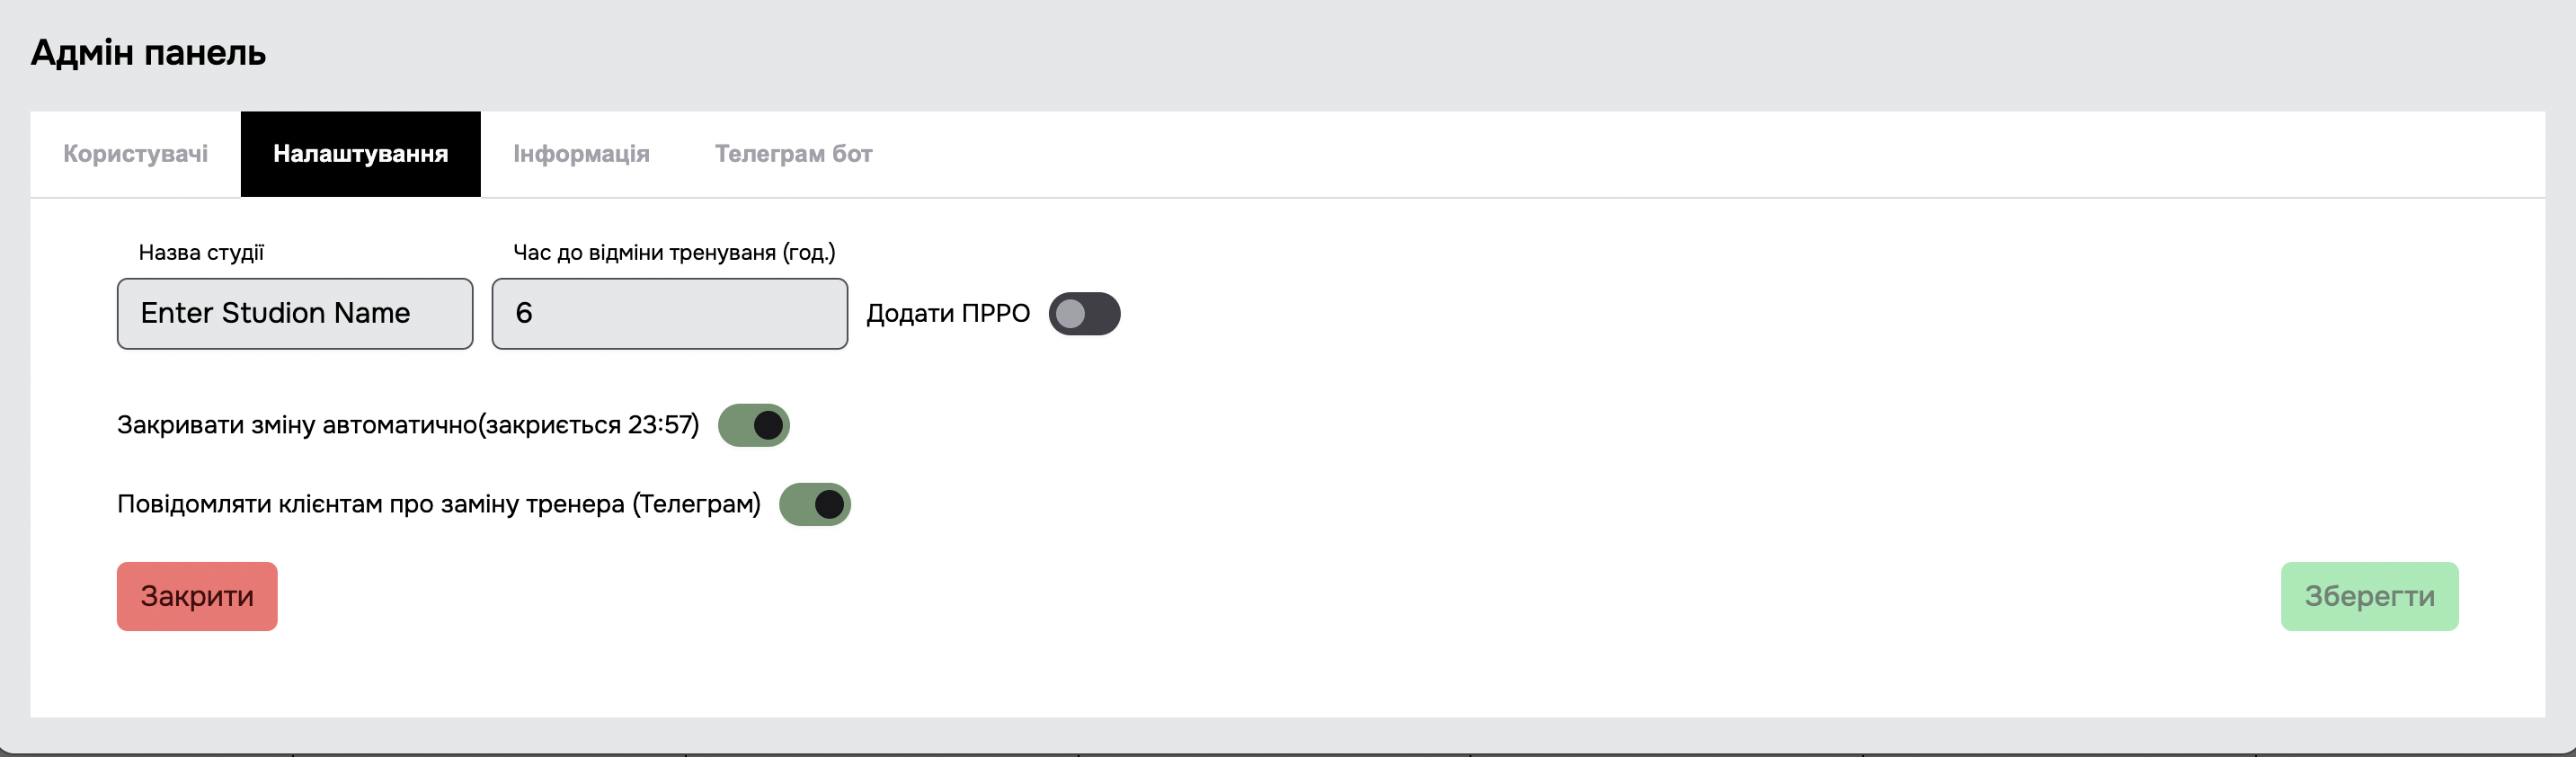 Адмін панель
Користувачі Налаштування Інформація Телеграм бот
Назва студії Час до відміни тренуваня (год.)
Enter Studion Name 6 Додати ПРРО
Закривати зміну автоматично(закриється 23:57)
Повідомляти клієнтам про заміну тренера (Телеграм)
Закрити Зберегти